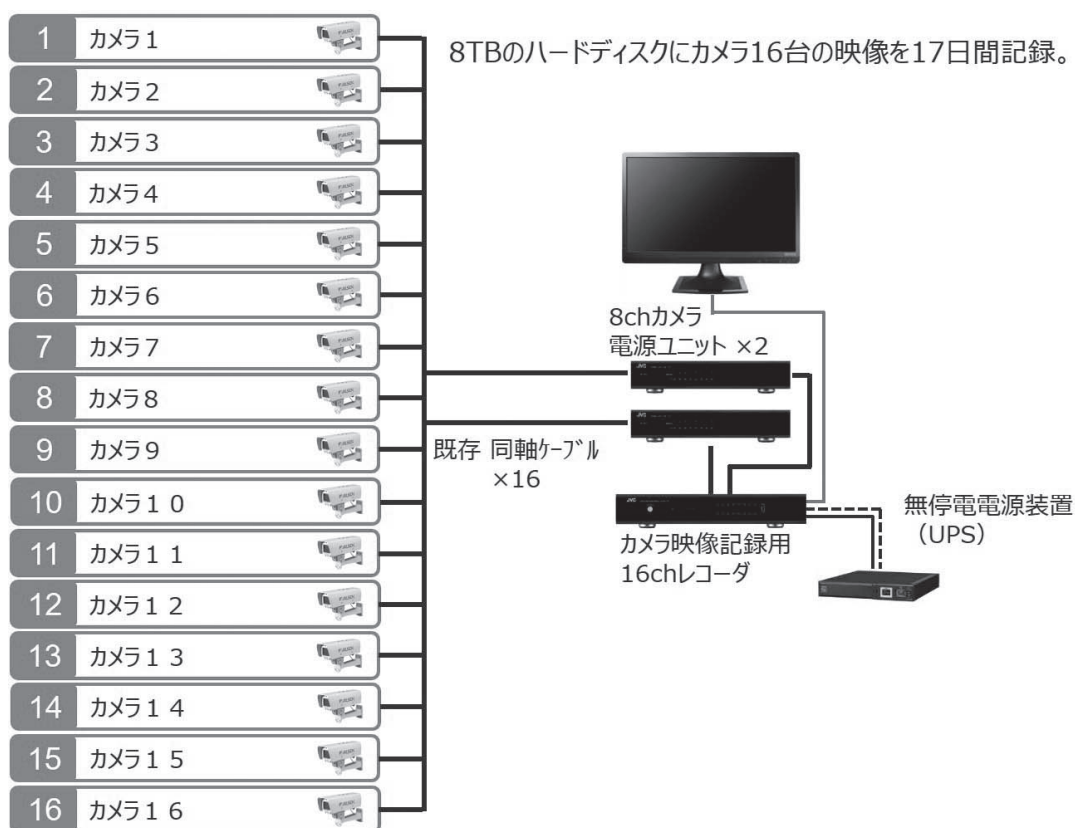 1 カメラ1
2 カメラ2
3 カメラ3
4 カメラ4
5 カメラ5
6 カメラ6
7 カメラ7
8 カメラ8
9 カメラ9
10 カメラ10
11 カメラ11
12 カメラ12
13 カメラ13
14 カメラ14
15 カメラ15
16 カメラ16
8TBのハードディスクにカメラ16台の映像を17日間記録。
8chカメラ
電源ユニット ×2
JVC
JVC
既存 同軸ケーブル
×16
JVC
カメラ映像記録用
16chレコーダ
無停電電源装置
(UPS)